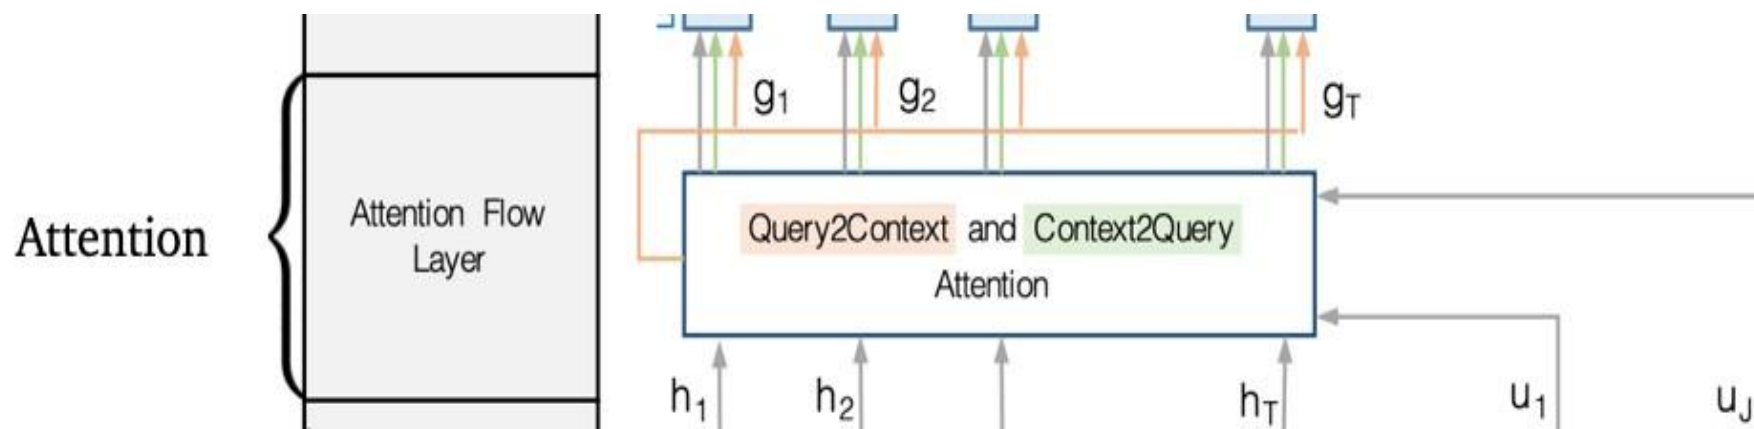 g1 g2 gT
Attention
Attention Flow
Layer
Query2Context and Context2Query
Attention
h1 h2 hT u1 uJ